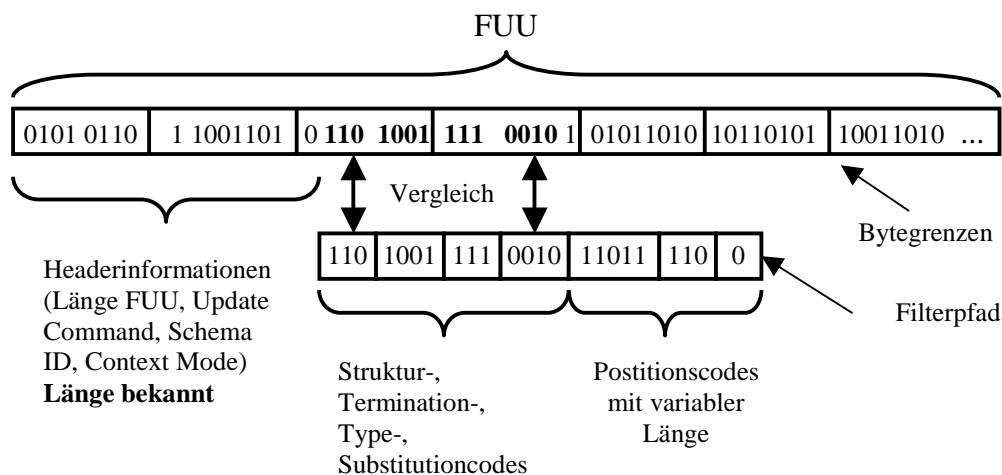 FUU
0101 0110 1 1001101 0 110 1001 111 0010 1 01011010 10110101 10011010 ...
Vergleich
Bytegrenzen
110 1001 111 0010 11011 110 0
Filterpfad
Headerinformationen
(Länge FUU, Update
Command, Schema
ID, Context Mode)
Länge bekannt
Struktur-,
Termination-,
Type-,
Substitutioncodes
Postitionscodes
mit variabler
Länge